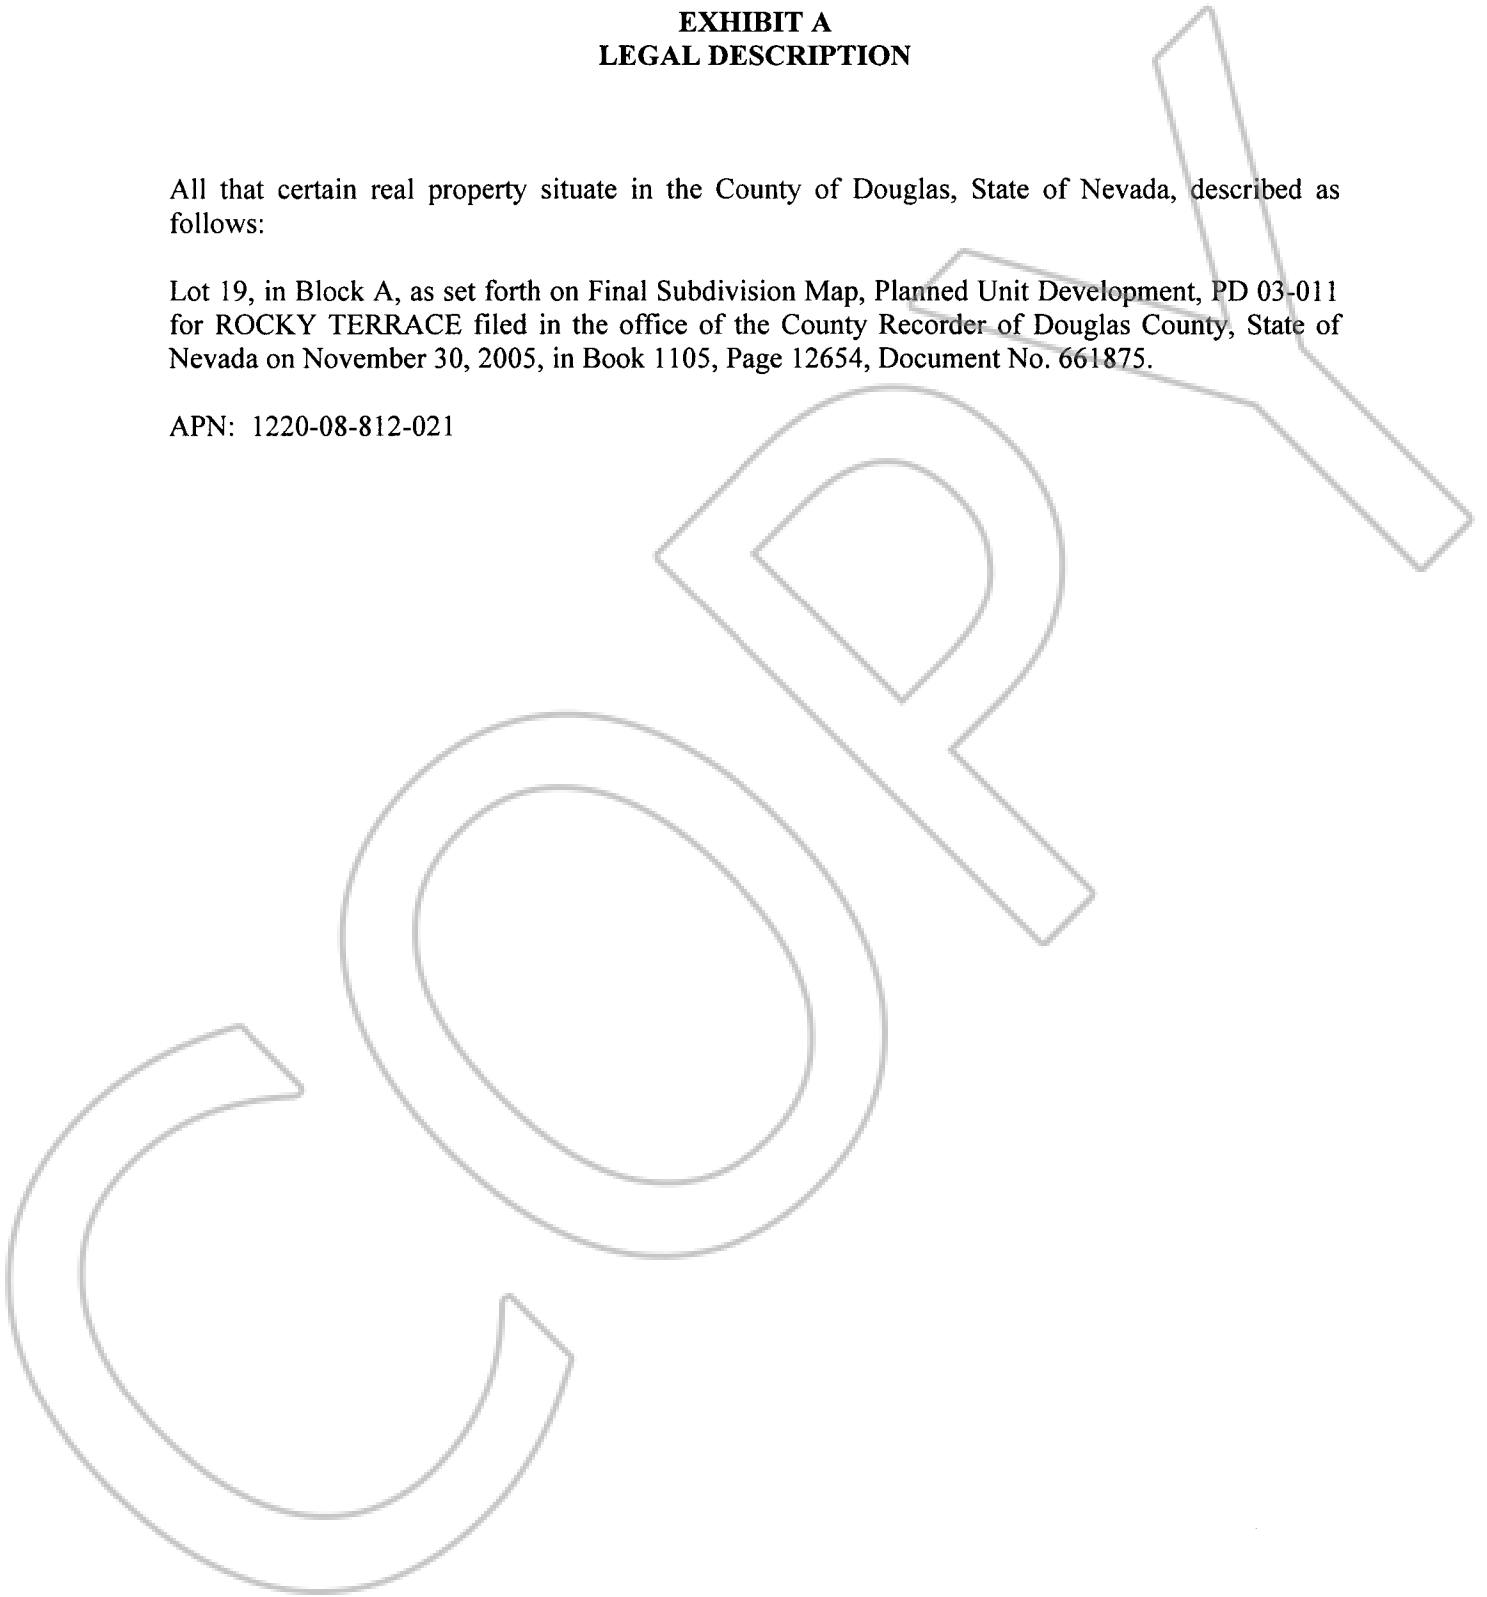 EXHIBIT A
LEGAL DESCRIPTION
All that certain real property situate in the County of Douglas, State of Nevada, described as
follows:
Lot 19, in Block A, as set forth on Final Subdivision Map, Planned Unit Development, PD 03-011
for ROCKY TERRACE filed in the office of the County Recorder of Douglas County, State of
Nevada on November 30, 2005, in Book 1105, Page 12654, Document No. 661875.
APN: 1220-08-812-021
COPY